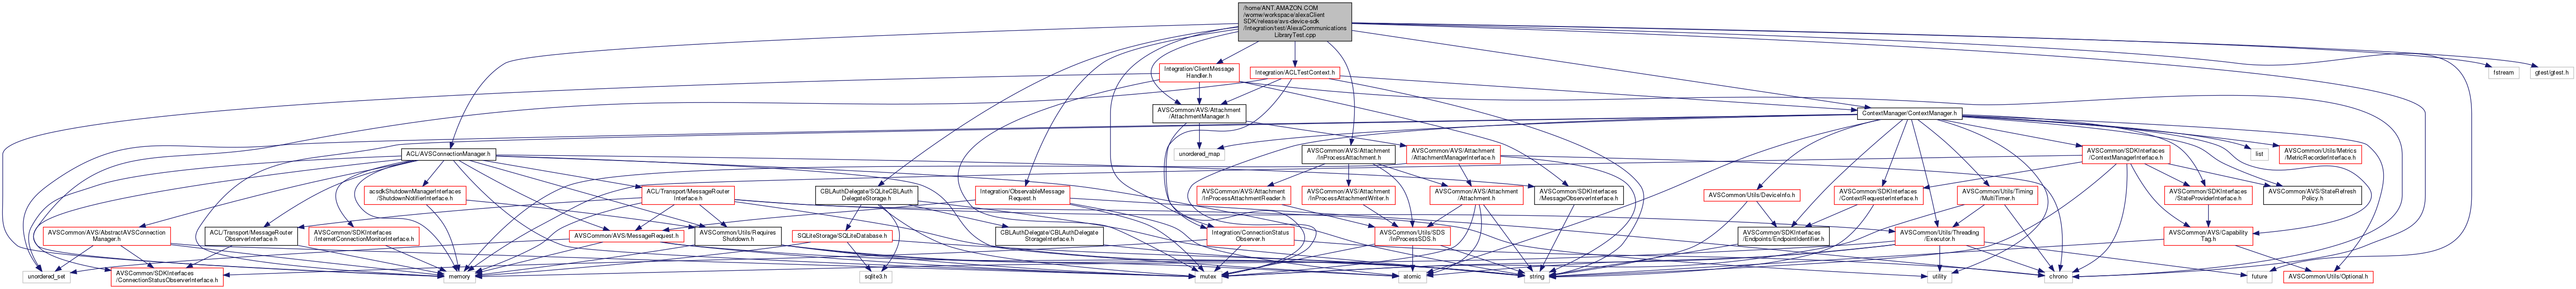 /home/ANT.AMAZON.COM
/womw/workspace/alexaClient
SDK/release/avs-device-sdk
/Integration/test/AlexaCommunications
LibraryTest.cpp
Integration/ClientMessage
Handler.h
Integration/ACLTestContext.h
fstream
gtest/gtest.h
AVSCommon/AVS/Attachment
/AttachmentManager.h
ContextManager/ContextManager.h
ACL/AVSConnectionManager.h
unordered_map
AVSCommon/AVS/Attachment
/InProcessAttachment.h
AVSCommon/AVS/Attachment
/AttachmentManagerInterface.h
AVSCommon/SDKInterfaces
/ContextManagerInterface.h
list
AVSCommon/Utils/Metrics
/MetricRecorderInterface.h
acsdkShutdownManagerInterfaces
/ShutdownNotifierInterface.h
ACL/Transport/MessageRouter
Interface.h
CBLAuthDelegate/SQLiteCBLAuth
DelegateStorage.h
Integration/ObservableMessage
Request.h
AVSCommon/AVS/Attachment
/InProcessAttachmentReader.h
AVSCommon/AVS/Attachment
/InProcessAttachmentWriter.h
AVSCommon/AVS/Attachment
/Attachment.h
AVSCommon/SDKInterfaces
/MessageObserverInterface.h
AVSCommon/Utils/DeviceInfo.h
AVSCommon/SDKInterfaces
/ContextRequesterInterface.h
AVSCommon/Utils/Timing
/MultiTimer.h
AVSCommon/SDKInterfaces
/StateProviderInterface.h
AVSCommon/AVS/StateRefresh
Policy.h
AVSCommon/AVS/AbstractAVSConnection
Manager.h
ACL/Transport/MessageRouter
ObserverInterface.h
AVSCommon/SDKInterfaces
/InternetConnectionMonitorInterface.h
AVSCommon/AVS/MessageRequest.h
AVSCommon/Utils/Requires
Shutdown.h
SQLiteStorage/SQLiteDatabase.h
CBLAuthDelegate/CBLAuthDelegate
StorageInterface.h
Integration/ConnectionStatus
Observer.h
AVSCommon/Utils/SDS
/InProcessSDS.h
AVSCommon/SDKInterfaces
/Endpoints/EndpointIdentifier.h
AVSCommon/Utils/Threading
/Executor.h
AVSCommon/AVS/Capability
Tag.h
unordered_set
AVSCommon/SDKInterfaces
/ConnectionStatusObserverInterface.h
memory
sqlite3.h
mutex
atomic
string
utility
chrono
future
AVSCommon/Utils/Optional.h